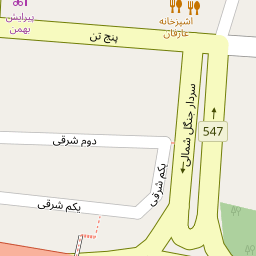 پیرایش
بهمن
آشپزخانه
عارفان
پنج تن
سردار جنگل شمالی
547
دوم شرقی
یکم شرقی
یکم شرقی